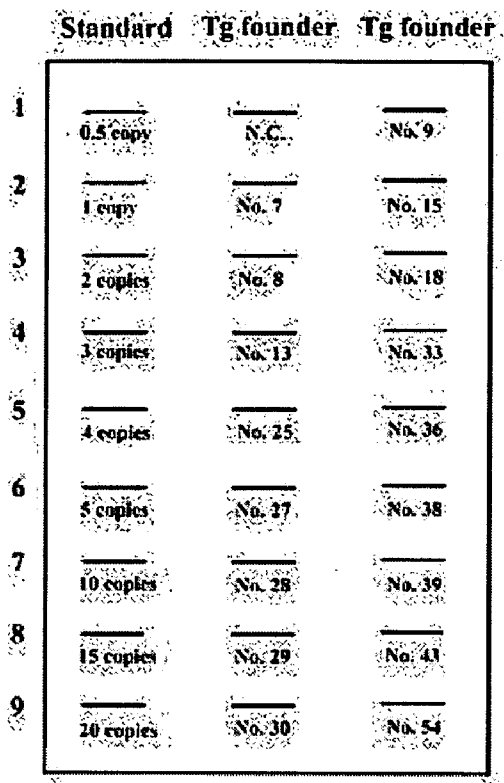 Standard Tg founder Tg founder
1 0.5 copy N.C. No. 9
2 1 copy No. 7 No. 15
3 2 copies No. 8 No. 18
4 3 copies No. 13 No. 33
5 4 copies No. 25 No. 36
6 5 copies No. 27 No. 38
7 10 copies No. 28 No. 39
8 15 copies No. 29 No. 43
9 20 copies No. 30 No. 54